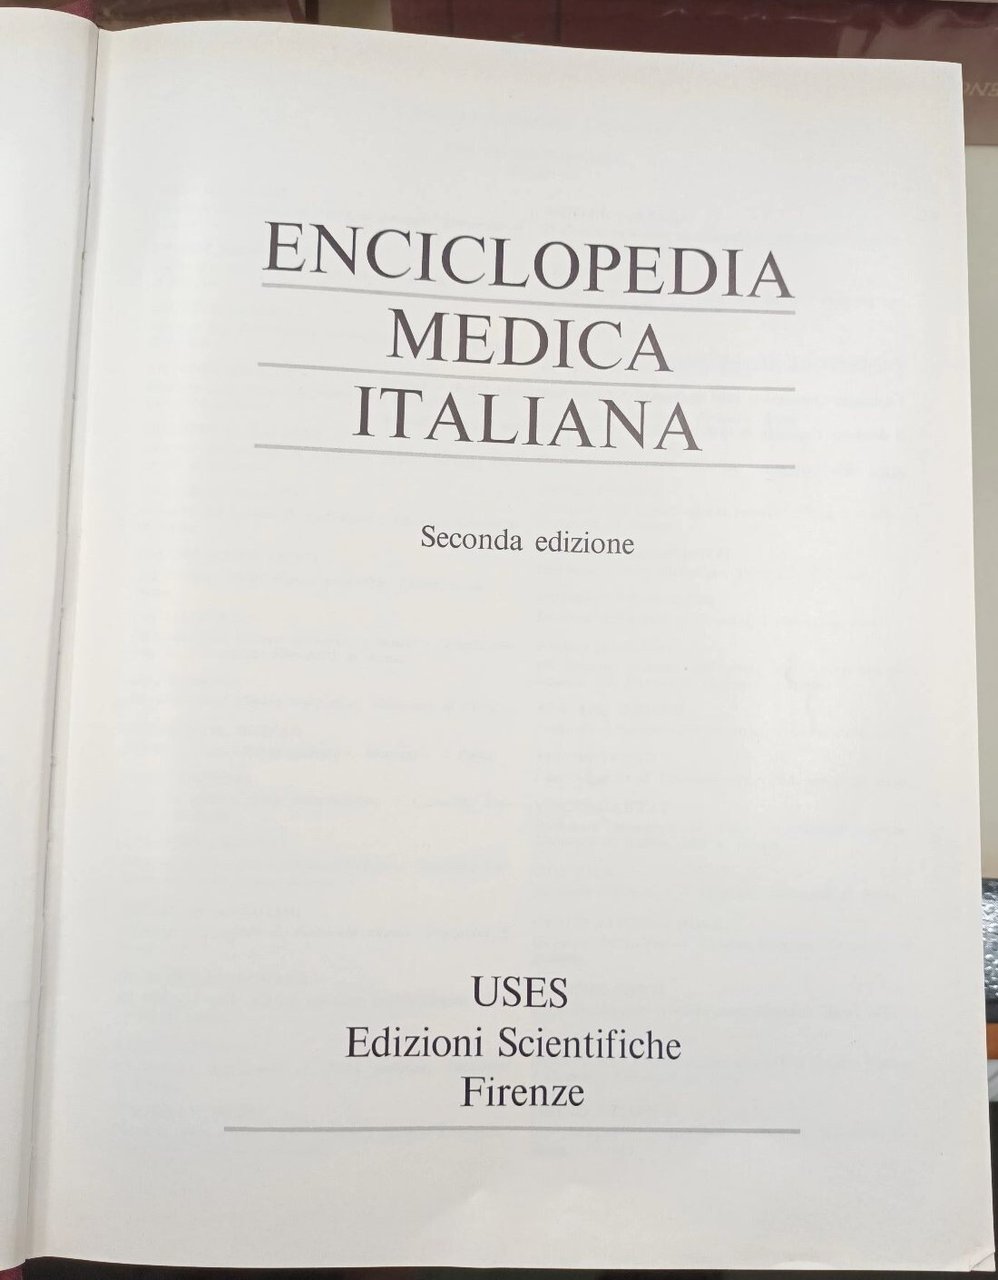 ENCICLOPEDIA
MEDICA
ITALIANA
Seconda edizione
USES
Edizioni Scientifiche
Firenze